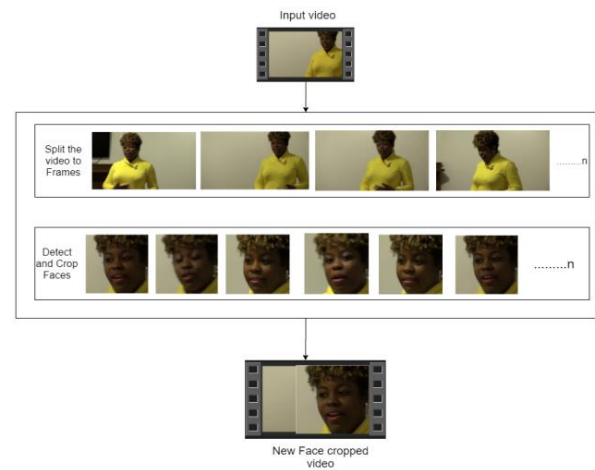 Input video
Split the
video to
Frames
.........n
Detect
and Crop
Faces
.........n
New Face cropped
video